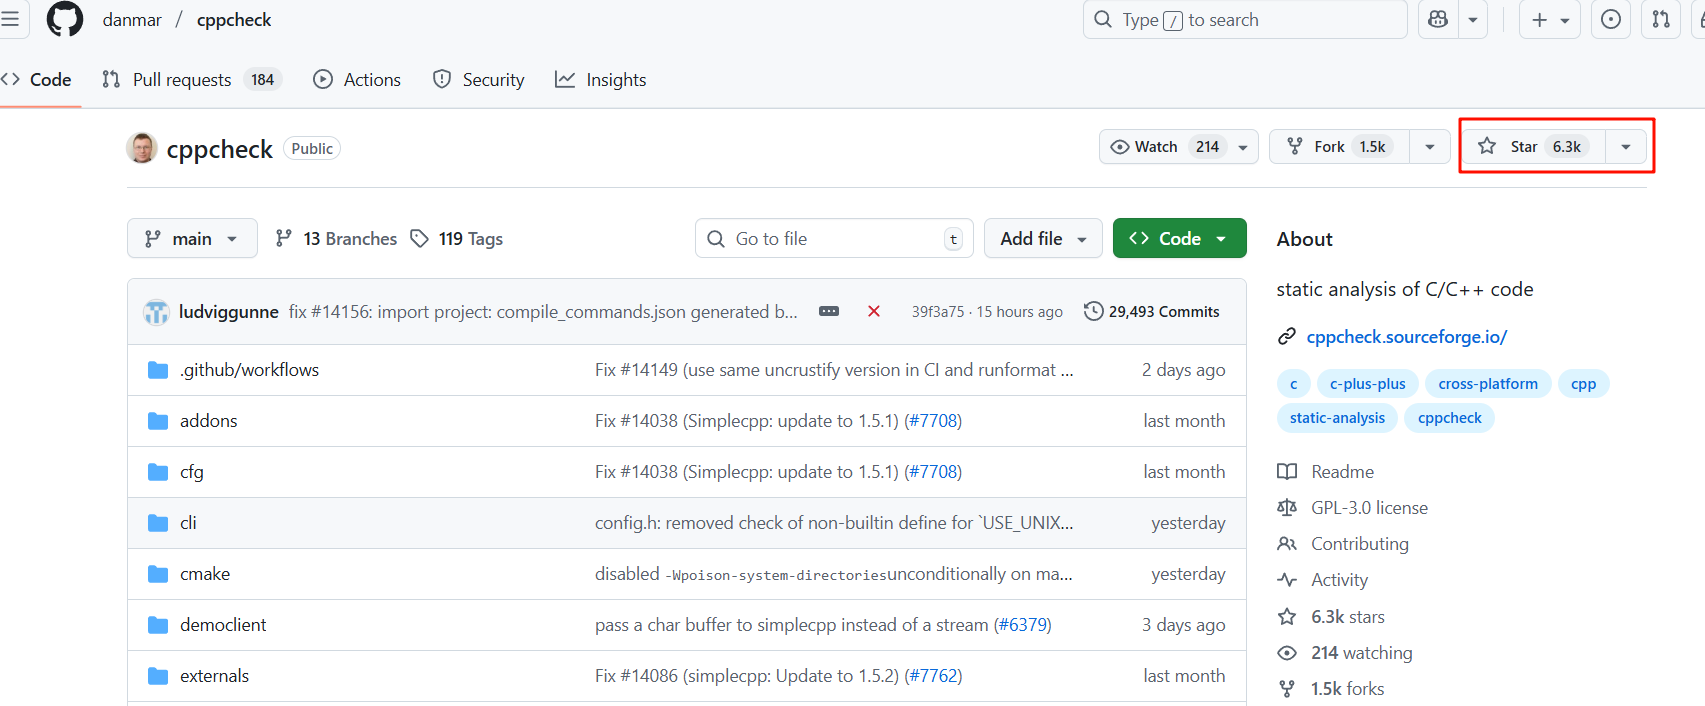 danmar / cppcheck Type / to search
Code Pull requests 184 Actions Security Insights
cppcheck Public Watch 214 Fork 1.5k Star 6.3k
main 13 Branches 119 Tags Go to file t Add file Code
ludviggunne fix #14156: import project: compile_commands.json generated b... 39f3a75 · 15 hours ago 29,493 Commits
.github/workflows Fix #14149 (use same uncrustify version in CI and runformat ... 2 days ago
addons Fix #14038 (Simplecpp: update to 1.5.1) (#7708) last month
cfg Fix #14038 (Simplecpp: update to 1.5.1) (#7708) last month
cli config.h: removed check of non-builtin define for `USE_UNIX... yesterday
cmake disabled -Wpoison-system-directoriesunconditionally on ma... yesterday
democlient pass a char buffer to simplecpp instead of a stream (#6379) 3 days ago
externals Fix #14086 (simplecpp: Update to 1.5.2) (#7762) last month
About
static analysis of C/C++ code
cppcheck.sourceforge.io/
c c-plus-plus cross-platform cpp
static-analysis cppcheck
Readme
GPL-3.0 license
Contributing
Activity
6.3k stars
214 watching
1.5k forks